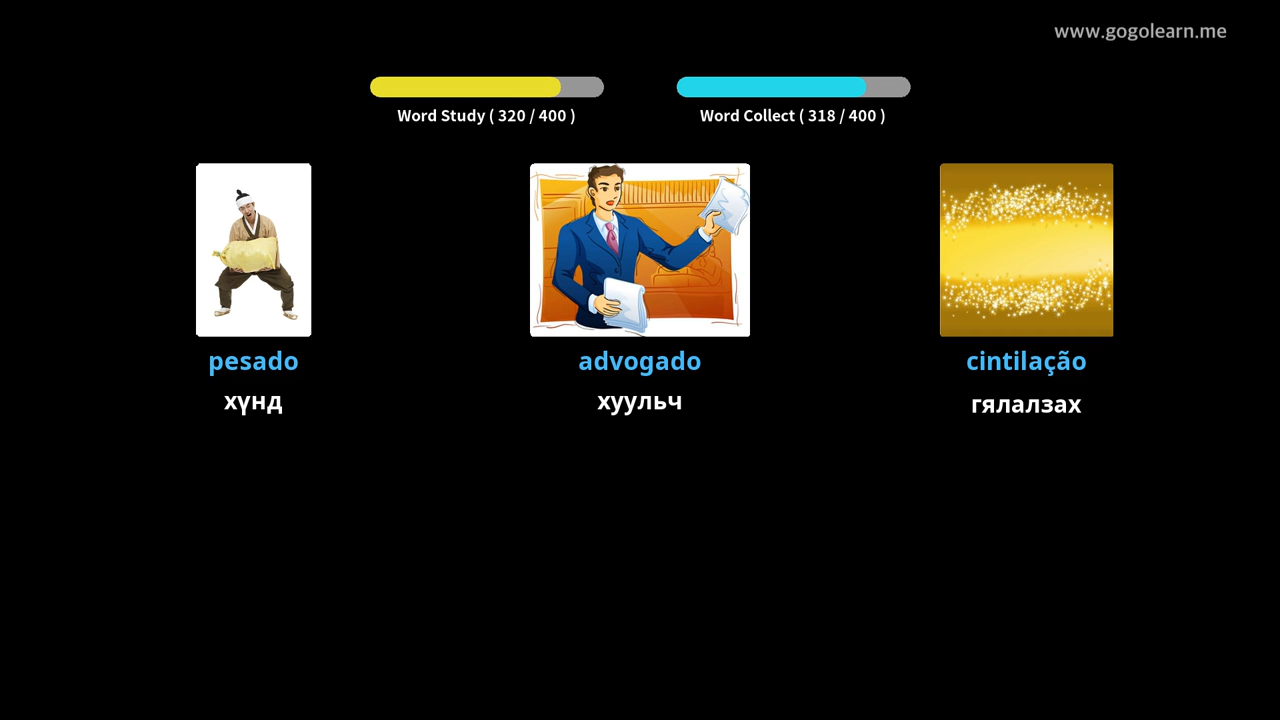 www.gogolearn.me
Word Study ( 320 / 400 )
Word Collect ( 318 / 400 )
pesado
advogado
cintilação
хүнд
хуульч
гялалзах